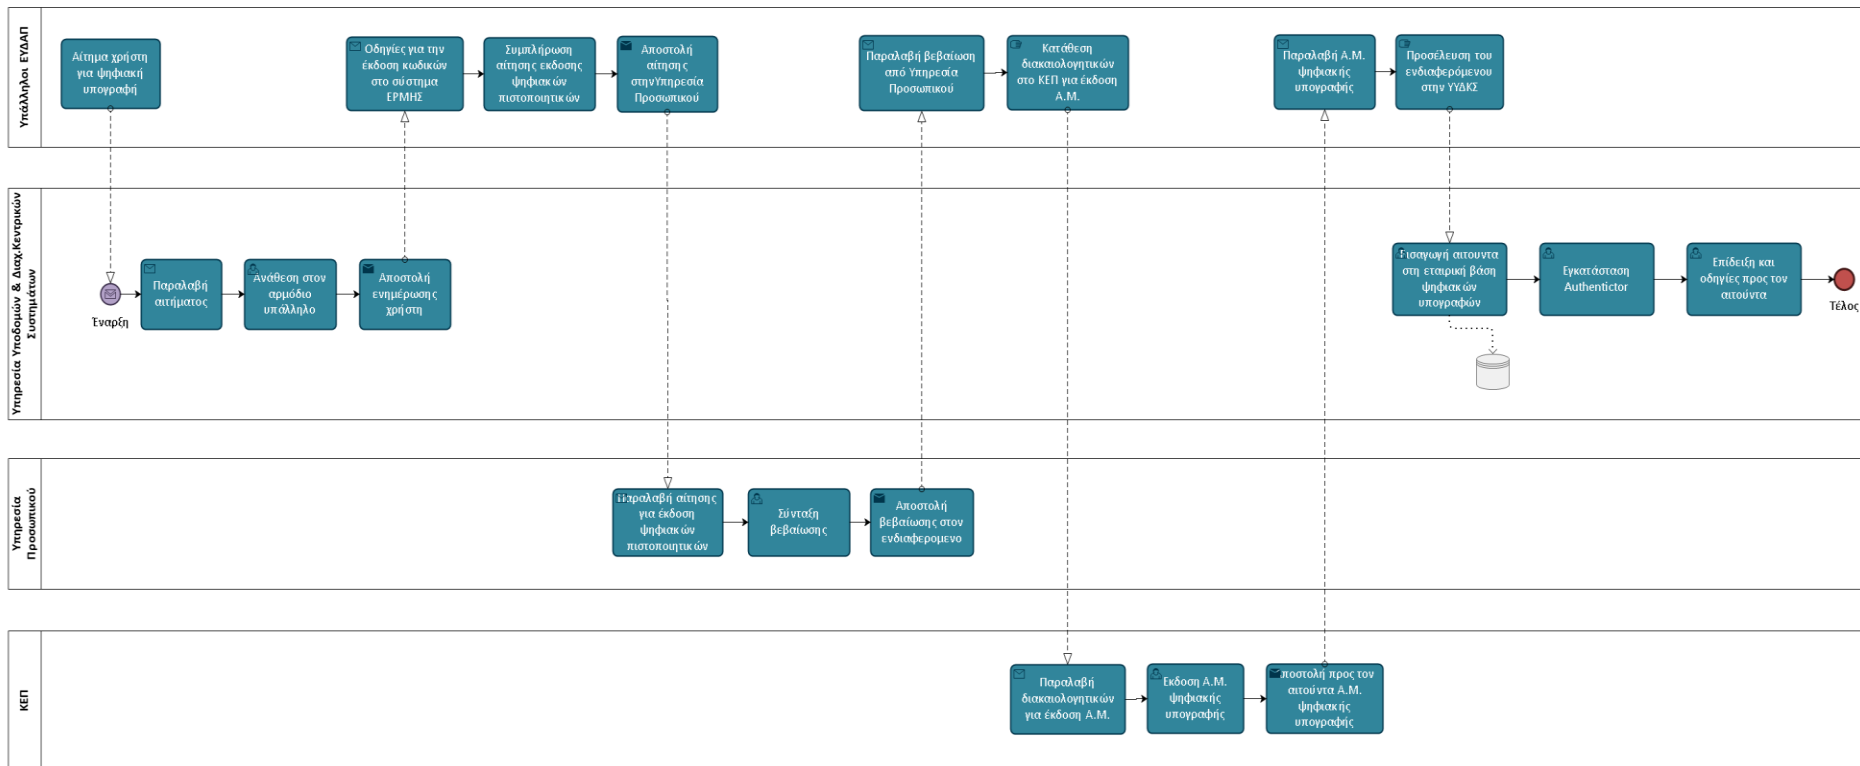 Υπάλληλοι ΕΥΔΑΠ
Αίτημα χρήστη
για ψηφιακή
υπογραφή
Οδηγίες για την
έκδοση κωδικών
στο σύστημα
ΕΡΜΗΣ
Συμπλήρωση
αίτησης εκδοσης
ψηφιακών
πιστοποιητικών
Αποστολή
αίτησης
στηνΥπηρεσία
Προσωπικού
Παραλαβή βεβαίωση
από Υπηρεσία
Προσωπικού
Κατάθεση
διακαιολογητικών
στο ΚΕΠ για έκδοση
Α.Μ.
Παραλαβή Α.Μ.
ψηφιακής
υπογραφής
Προσέλευση του
ενδιαφερόμενου
στην ΥΥΔΚΣ
Υπηρεσία Υποδομών & Διαχ.Κεντρικών
Συστημάτων
Έναρξη
Παραλαβή
αιτήματος
Ανάθεση στον
αρμόδιο
υπάλληλο
Αποστολή
ενημέρωσης
χρήστη
Εισαγωγή αιτουντα
στη εταιρική βάση
ψηφιακών
υπογραφών
Εγκατάσταση
Authentictor
Επίδειξη και
οδηγίες προς τον
αιτούντα
Τέλος
Υπηρεσία
Προσωπικού
Παραλαβή αίτησης
για έκδοση
ψηφιακών
πιστοποιητικών
Σύνταξη
βεβαίωσης
Αποστολή
βεβαίωσης στον
ενδιαφερομενο
ΚΕΠ
Παραλαβή
διακαιολογητικών
για έκδοση Α.Μ.
Έκδοση Α.Μ.
ψηφιακής
υπογραφής
Αποστολή προς τον
αιτούντα Α.Μ.
ψηφιακής
υπογραφής